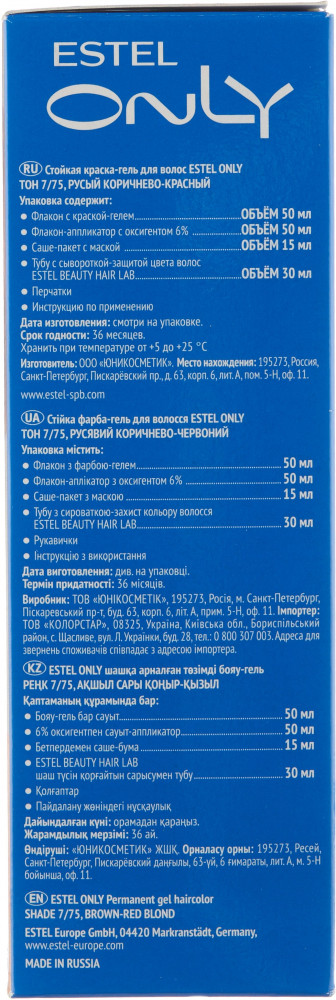 ESTEL
ONLY
RU Стойкая краска-гель для волос ESTEL ONLY
ТОН 7/75, РУСЫЙ КОРИЧНЕВО-КРАСНЫЙ
Упаковка содержит:
• Флакон с краской-гелем ОБЪЁМ 50 мл
• Флакон-аппликатор с оксигентом 6% ОБЪЁМ 50 мл
• Саше-пакет с маской ОБЪЁМ 15 мл
• Тубу с сывороткой-защитой цвета волос
ESTEL BEAUTY HAIR LAB ОБЪЁМ 30 мл
• Перчатки
• Инструкцию по применению
Дата изготовления: смотри на упаковке.
Срок годности: 36 месяцев.
Хранить при температуре от +5 до +25 °С
Изготовитель: ООО «ЮНИКОСМЕТИК». Место нахождения: 195273, Россия,
Санкт-Петербург, Пискарёвский пр., д. 63, корп. 6, лит. А, пом. 5-Н, оф. 11.
www.estel-spb.com
UA Стійка фарба-гель для волосся ESTEL ONLY
ТОН 7/75, РУСЯВИЙ КОРИЧНЕВО-ЧЕРВОНИЙ
Упаковка містить:
• Флакон з фарбою-гелем 50 мл
• Флакон-аплікатор з оксигентом 6% 50 мл
• Саше-пакет з маскою 15 мл
• Тубу з сироваткою-захист кольору волосся
ESTEL BEAUTY HAIR LAB 30 мл
• Рукавички
• Інструкцію з використання
Дата виготовлення: див. на упаковці.
Термін придатності: 36 місяців.
Виробник: ТОВ «ЮНІКОСМЕТІК», 195273, Росія, м. Санкт-Петербург,
Піскаревський пр-т, буд. 63, корп. 6, літ. А, прим. 5-Н, оф. 11. Імпортер:
ТОВ «КОЛОРСТАР», 08325, Україна, Київська обл., Бориспільський
район, с. Щасливе, вул. Л. Українки, буд. 28, тел.: 0 800 307 003. Адреса для
звернень споживачів співпадає з адресою імпортера.
KZ ESTEL ONLY шашқа арналған төзімді бояу-гель
РЕҢК 7/75, АҚШЫЛ САРЫ ҚОҢЫР-ҚЫЗЫЛ
Қаптаманың құрамында бар:
• Бояу-гель бар сауыт 50 мл
• 6% оксигентпен сауыт-аппликатор 50 мл
• Бетпердемен саше-бума 15 мл
• ESTEL BEAUTY HAIR LAB
шаш түсін қорғайтын сарысумен тубу 30 мл
• Қолғаптар
• Пайдалану жөніндегі нұсқаулық
Дайындалған күні: орамадан қараңыз.
Жарамдылық мерзімі: 36 ай.
Өндіруші: «ЮНИКОСМЕТИК» ЖШҚ. Орналасу орны: 195273, Ресей,
Санкт-Петербург, Пискарёвский даңғылы, 63-үй, 6 ғимараты, лит. А, м. 5-Н
бойынша, оф. 11.
EN ESTEL ONLY Permanent gel haircolor
SHADE 7/75, BROWN-RED BLOND
ESTEL Europe GmbH, 04420 Markranstädt, Germany,
www.estel-europe.com
MADE IN RUSSIA